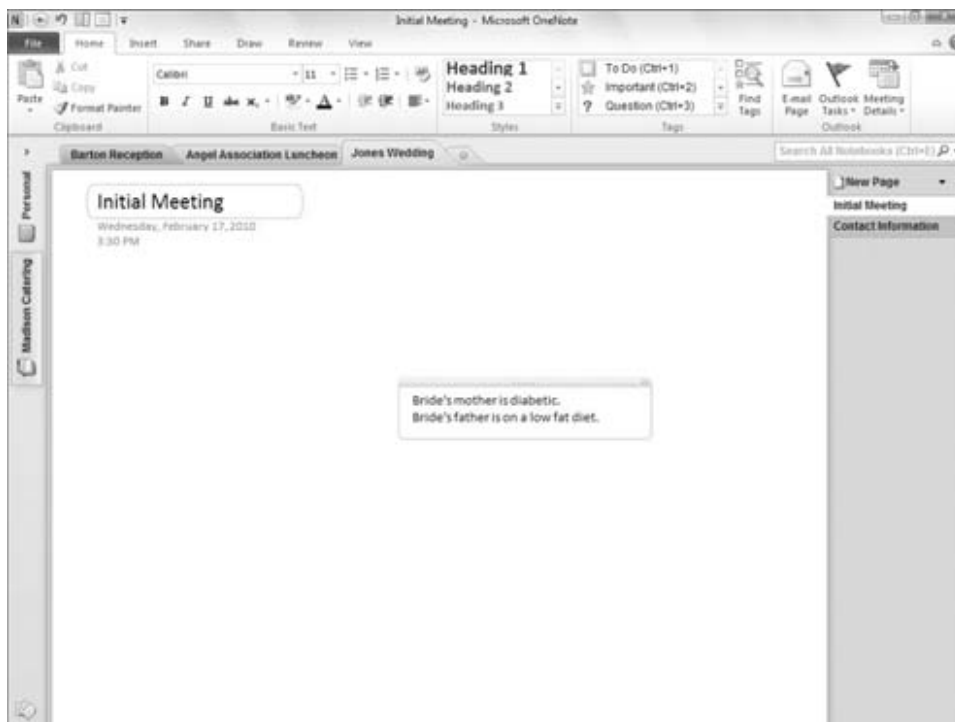 Initial Meeting - Microsoft OneNote
File Home Insert Share Draw Review View
Paste
Cut
Copy
Format Painter
Clipboard
Calibri 11
B I U abc x
A
Basic Text
Heading 1
Heading 2
Heading 3
Styles
To Do (Ctrl+1)
Important (Ctrl+2)
Question (Ctrl+3)
Tags
Find
Tags
E-mail
Page
Outlook
Tasks
Meeting
Details
Outlook
Barton Reception Angel Association Luncheon Jones Wedding
Search All Notebooks (Ctrl+E)
Personal
Madison Catering
Initial Meeting
Wednesday, February 17, 2010
3:30 PM
Bride's mother is diabetic.
Bride's father is on a low fat diet.
New Page
Initial Meeting
Contact Information